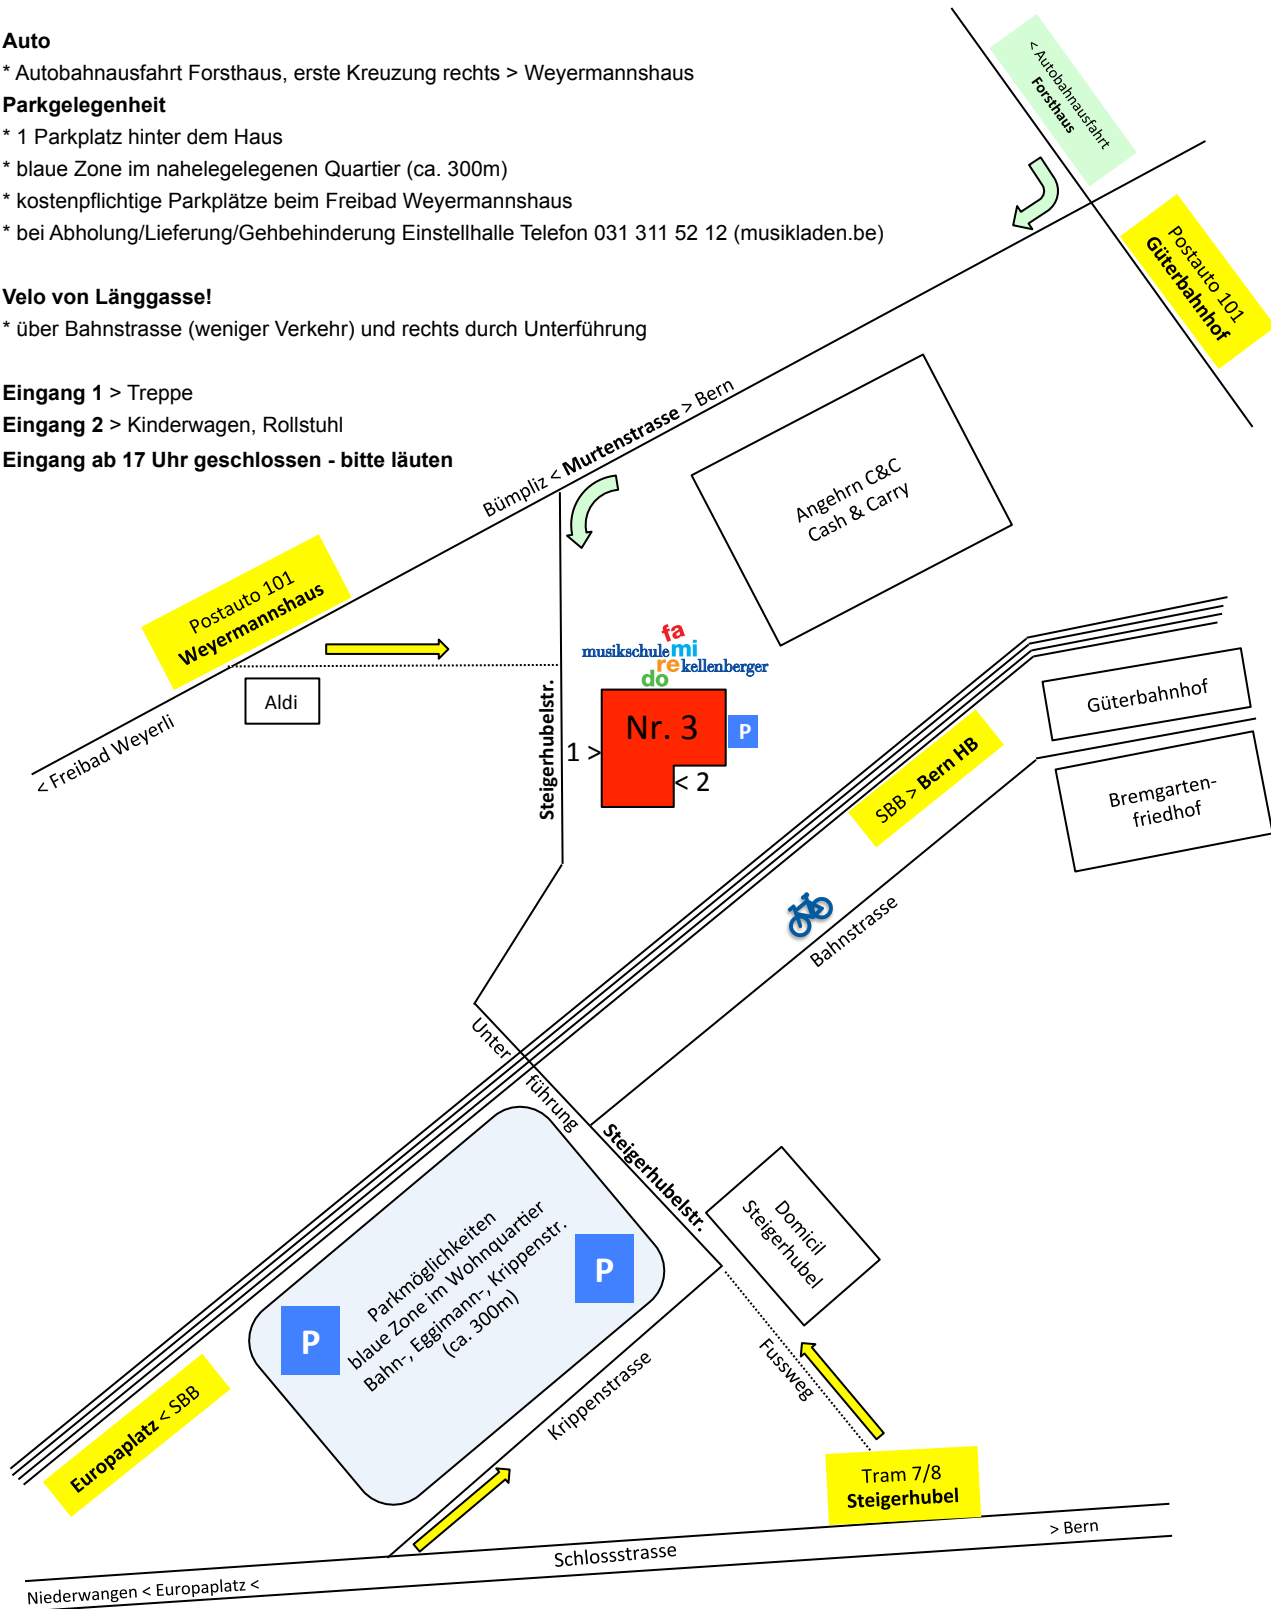 Auto
* Autobahnausfahrt Forsthaus, erste Kreuzung rechts > Weyermannshaus
Parkgelegenheit
* 1 Parkplatz hinter dem Haus
* blaue Zone im nahelegelegenen Quartier (ca. 300m)
* kostenpflichtige Parkplätze beim Freibad Weyermannshaus
* bei Abholung/Lieferung/Gehbehinderung Einstellhalle Telefon 031 311 52 12 (musikladen.be)
Velo von Länggasse!
* über Bahnstrasse (weniger Verkehr) und rechts durch Unterführung
Eingang 1 > Treppe
Eingang 2 > Kinderwagen, Rollstuhl
Eingang ab 17 Uhr geschlossen - bitte läuten
< Autobahnausfahrt
Forsthaus
Postauto 101
Güterbahnhof
Bümpliz < Murtenstrasse > Bern
Angehrn C&C
Cash & Carry
Postauto 101
Weyermannshaus
Aldi
< Freibad Weyerli
Steigerhubelstr.
fa
musikschule mi
re kellenberger
do
Nr. 3
P
1 >
< 2
Güterbahnhof
SBB > Bern HB
Bremgarten-
friedhof
Bahnstrasse
Unter
führung
Steigerhubelstr.
Domicil
Steigerhubel
Parkmöglichkeiten
blaue Zone im Wohnquartier
Bahn-, Eggimann-, Krippenstr.
(ca. 300m)
P
P
Europaplatz < SBB
Krippenstrasse
Fussweg
Tram 7/8
Steigerhubel
> Bern
Schlossstrasse
Niederwangen < Europaplatz <